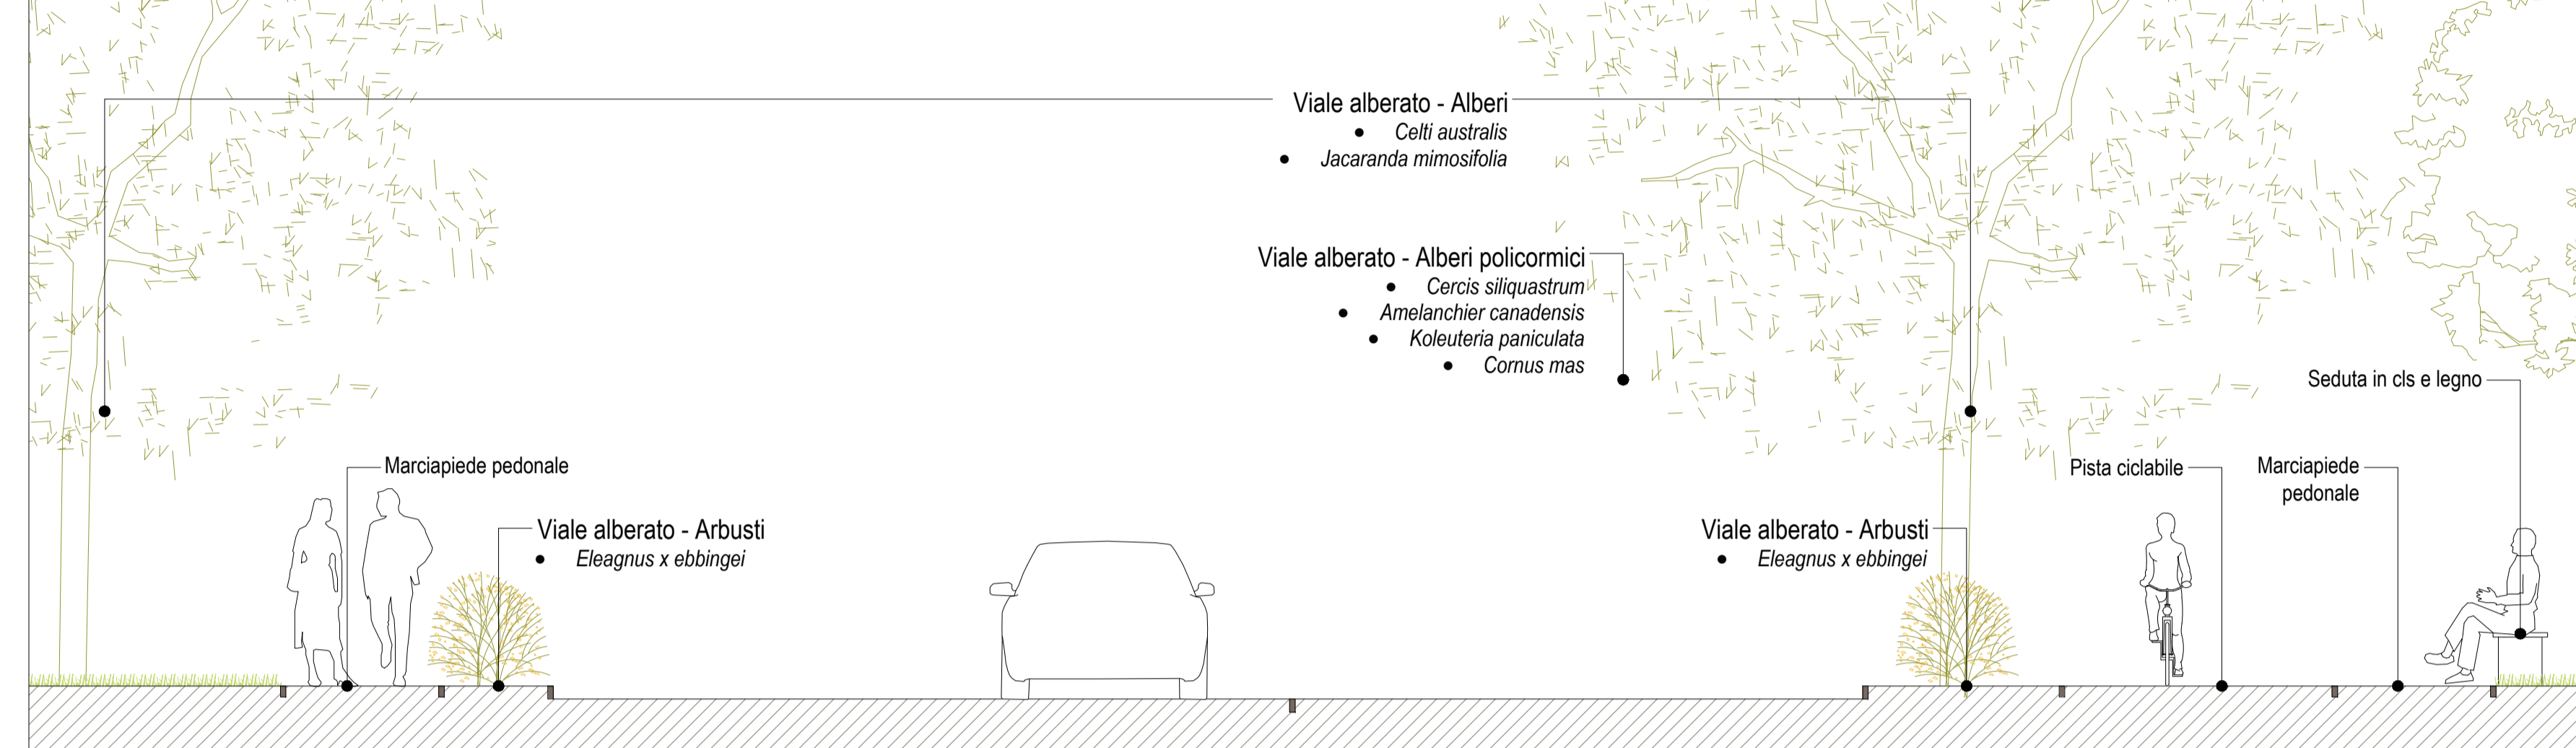 Viale alberato - Alberi
• Celti australis
• Jacaranda mimosifolia
Viale alberato - Alberi policormici
• Cercis siliquastrum
• Amelanchier canadensis
• Koleuteria paniculata
• Cornus mas
Seduta in cls e legno
Marciapiede pedonale
Pista ciclabile
Marciapiede
pedonale
Viale alberato - Arbusti
• Eleagnus x ebbingei
Viale alberato - Arbusti
• Eleagnus x ebbingei